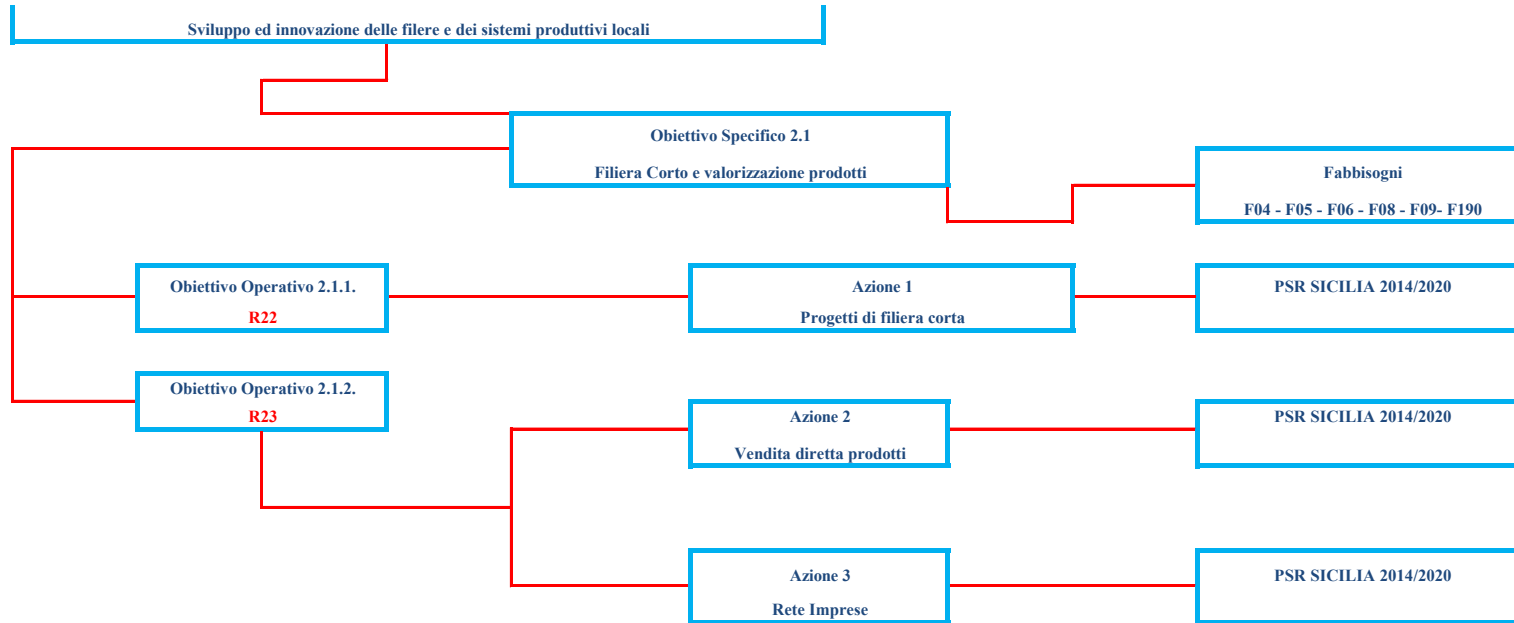 Sviluppo ed innovazione delle filere e dei sistemi produttivi locali
Obiettivo Specifico 2.1
Filiera Corto e valorizzazione prodotti
Fabbisogni
F04 - F05 - F06 - F08 - F09- F190
Obiettivo Operativo 2.1.1.
R22
Azione 1
Progetti di filiera corta
PSR SICILIA 2014/2020
Obiettivo Operativo 2.1.2.
R23
Azione 2
Vendita diretta prodotti
PSR SICILIA 2014/2020
Azione 3
Rete Imprese
PSR SICILIA 2014/2020